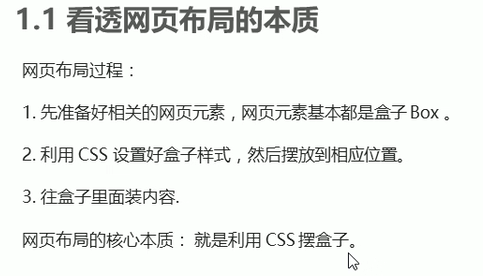 1.1 看透网页布局的本质
网页布局过程：
1. 先准备好相关的网页元素，网页元素基本都是盒子 Box 。
2. 利用 CSS 设置好盒子样式，然后摆放到相应位置。
3. 往盒子里面装内容.
网页布局的核心本质： 就是利用 CSS 摆盒子。